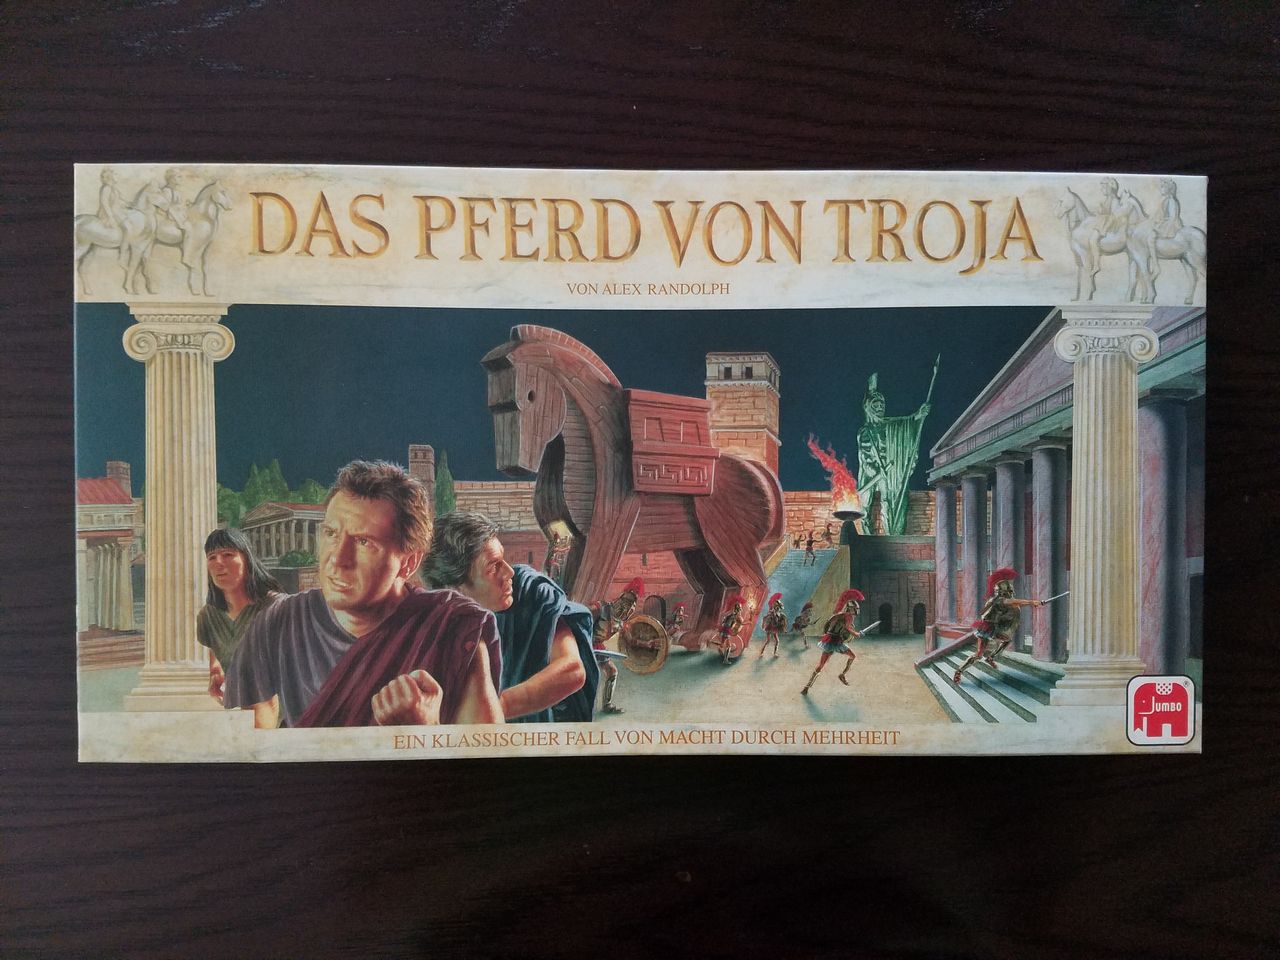 DAS PFERD VON TROJA
VON ALEX RANDOLPH
EIN KLASSISCHER FALL VON MACHT DURCH MEHRHEIT
JUMBO
®